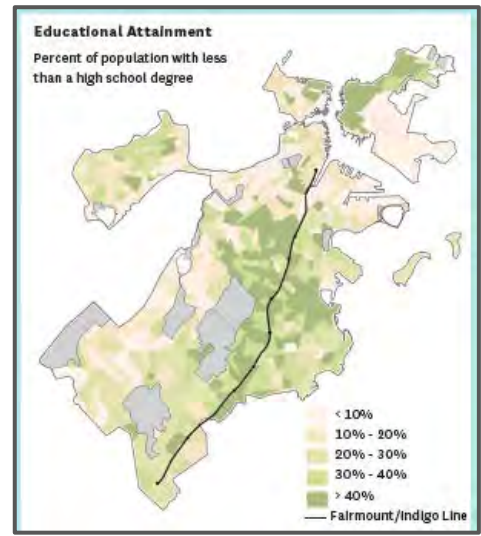 Educational Attainment
Percent of population with less
than a high school degree
< 10%
10% - 20%
20% - 30%
30% - 40%
> 40%
Fairmount/Indigo Line